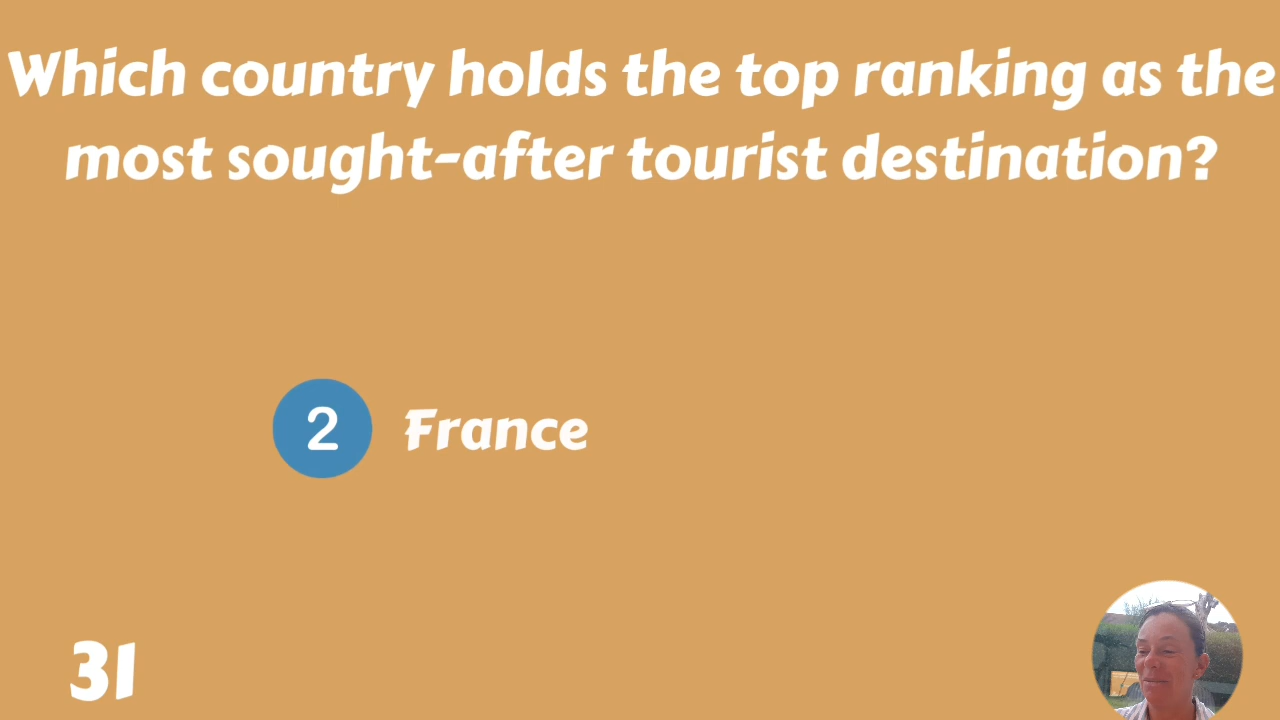 Which country holds the top ranking as the
most sought-after tourist destination?
2 France
31